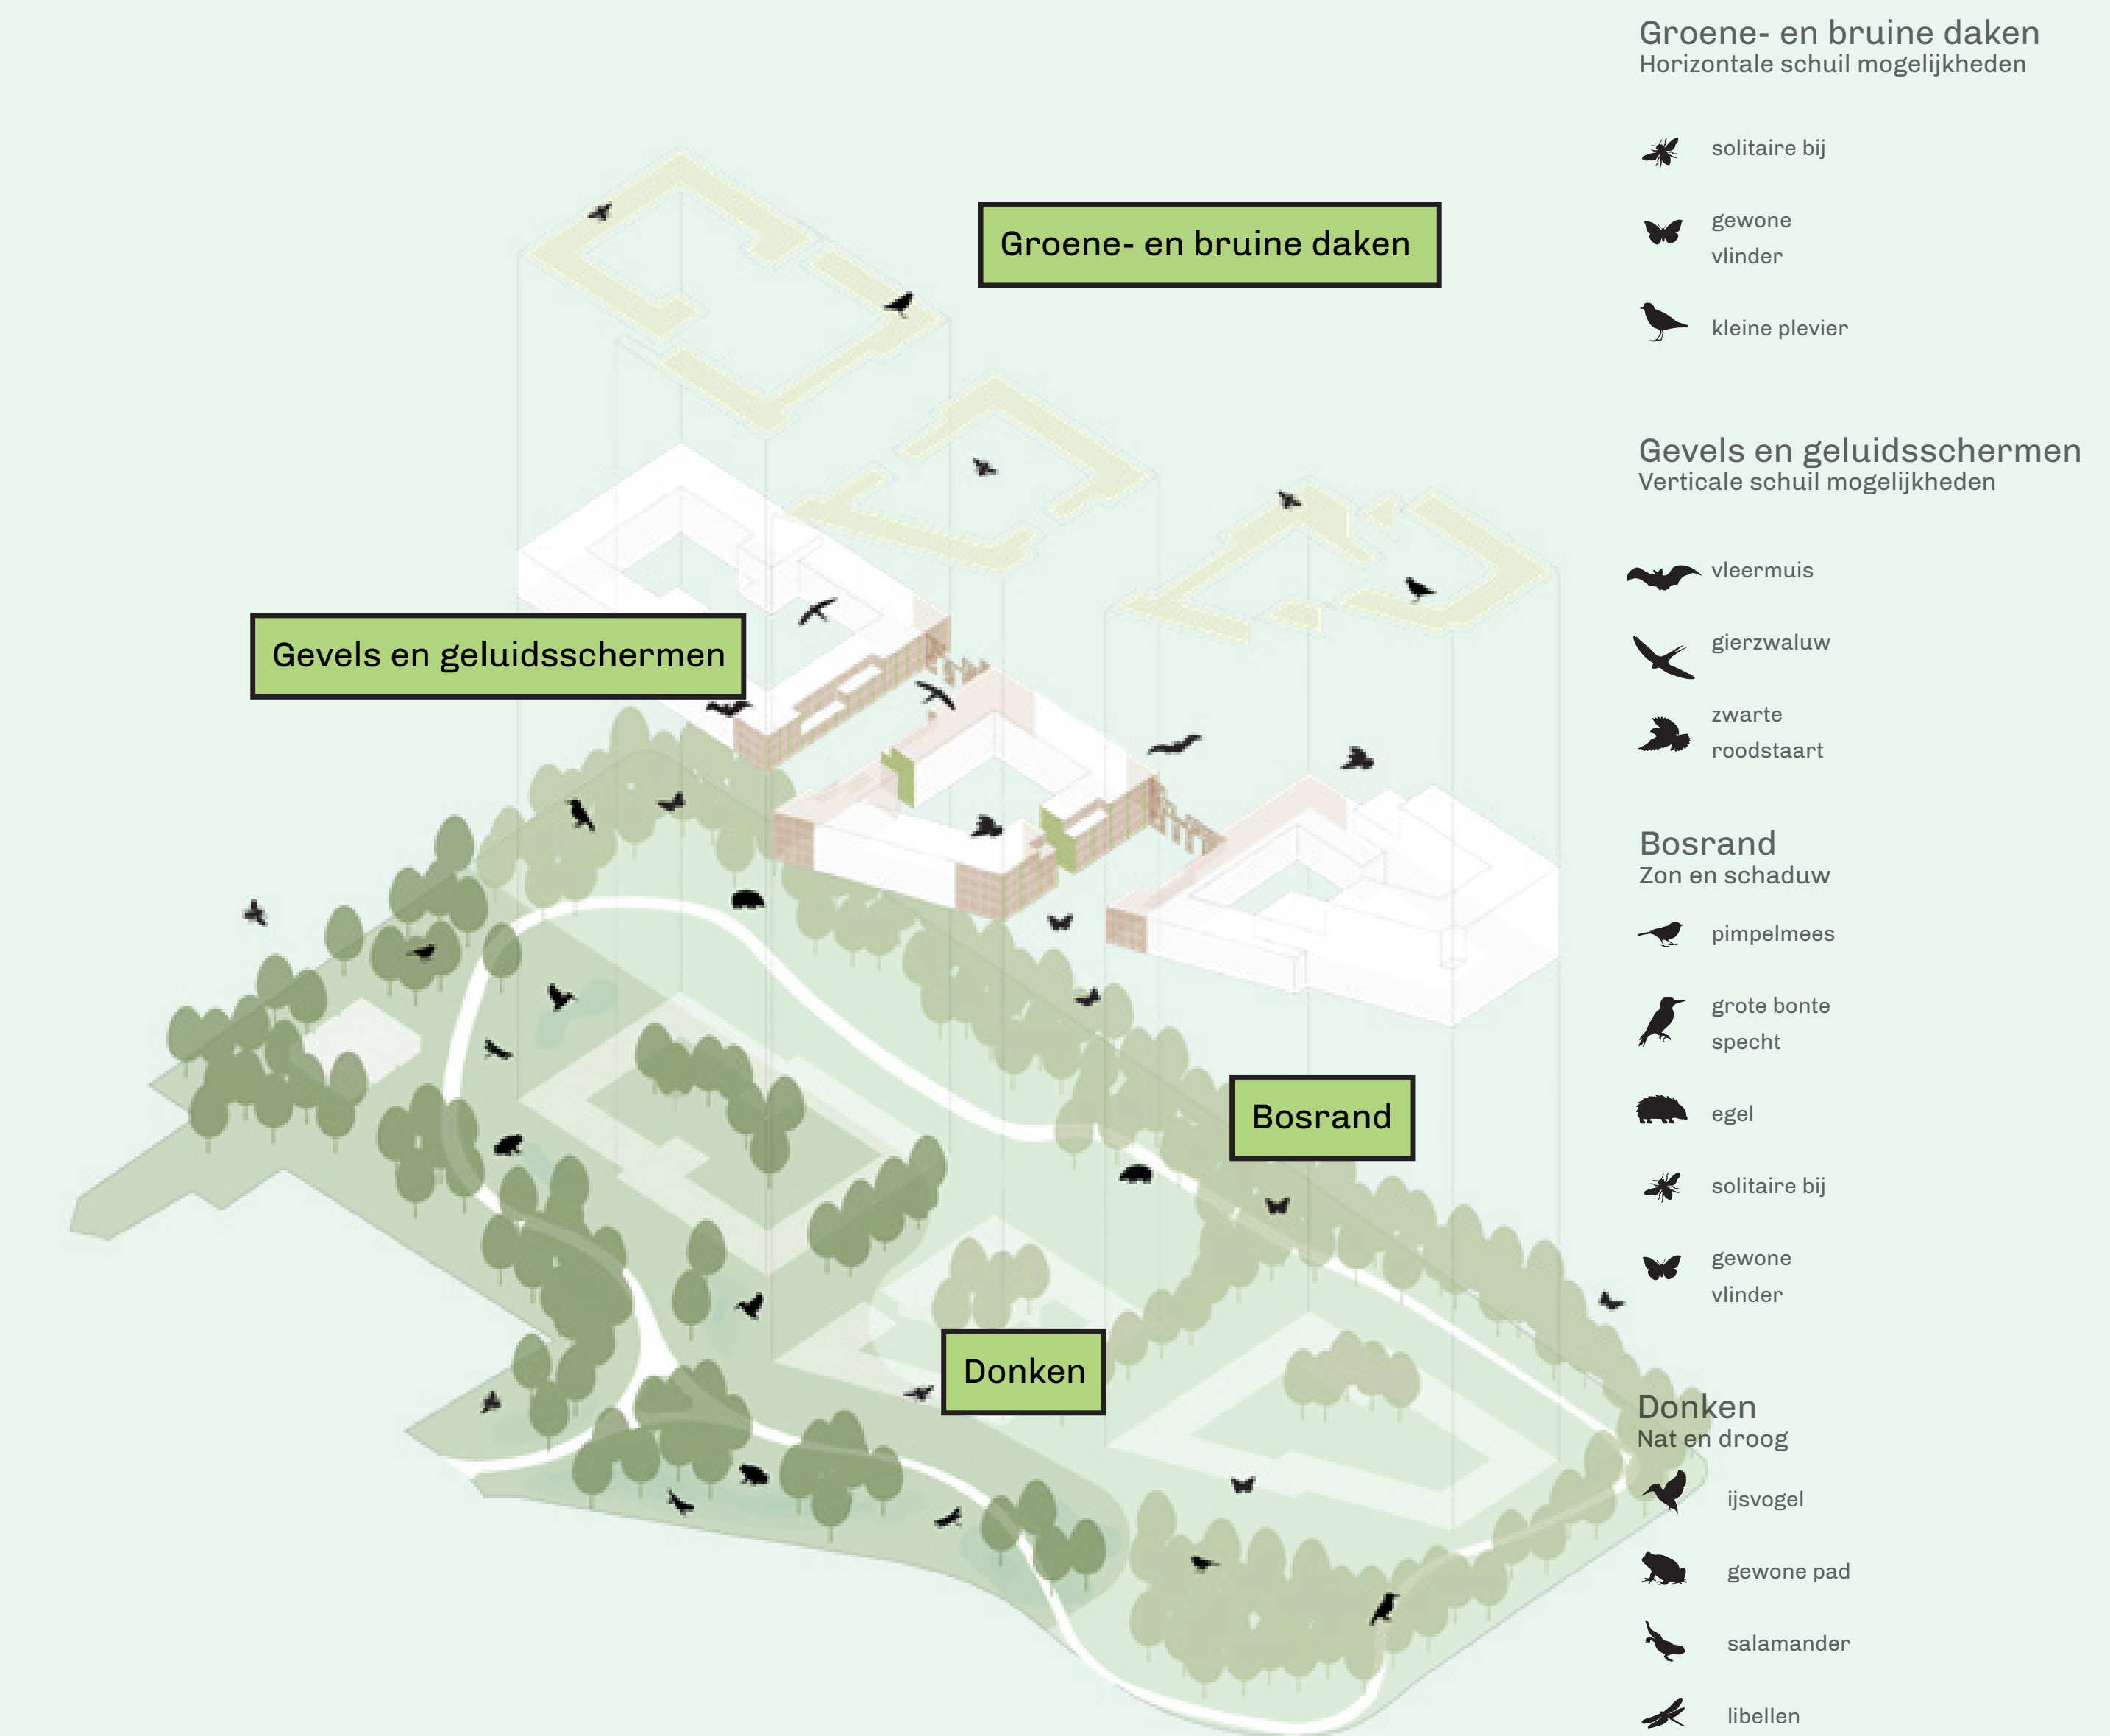 Groene- en bruine daken
Gevels en geluidsschermen
Bosrand
Donken
Groene- en bruine daken
Horizontale schuil mogelijkheden
solitaire bij
gewone
vlinder
kleine plevier
Gevels en geluidsschermen
Verticale schuil mogelijkheden
vleermuis
gierzwaluw
zwarte
roodstaart
Bosrand
Zon en schaduw
pimpelmees
grote bonte
specht
egel
solitaire bij
gewone
vlinder
Donken
Nat en droog
ijsvogel
gewone pad
salamander
libellen